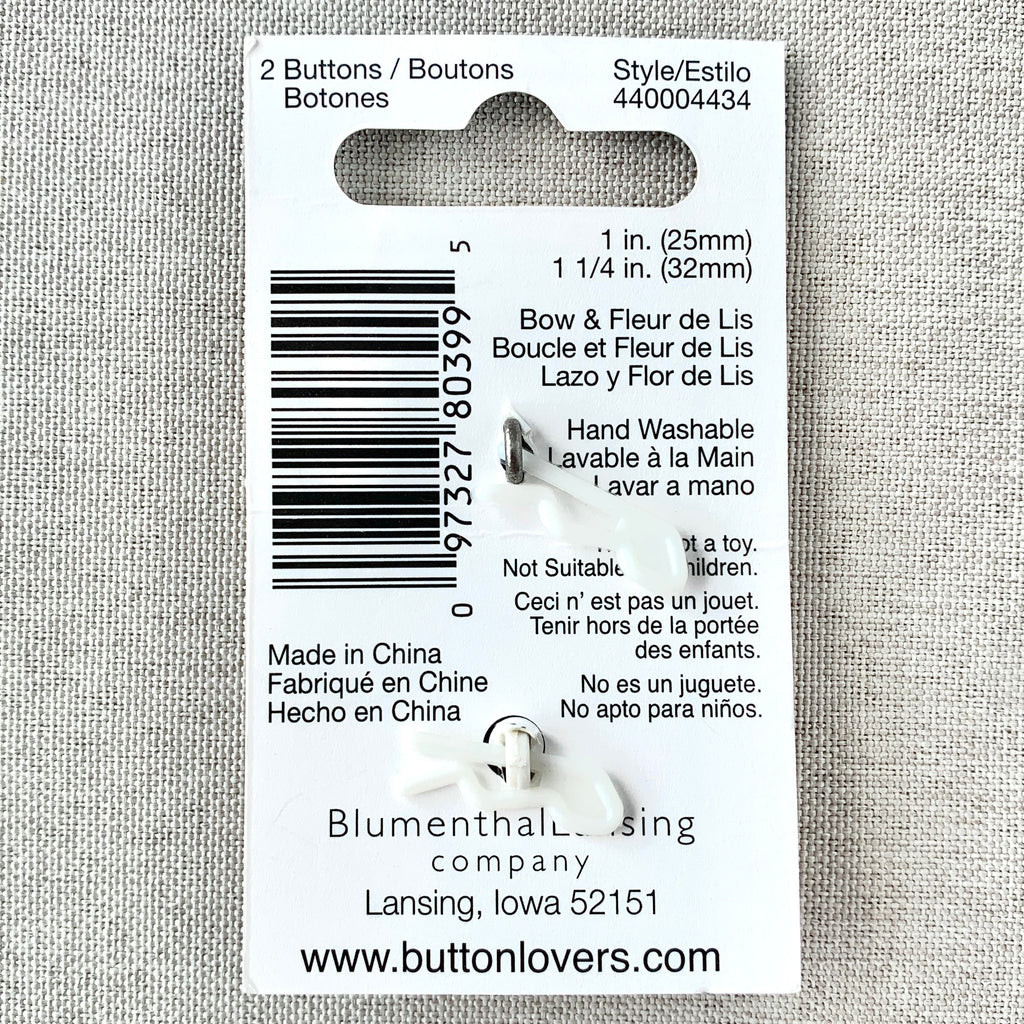 2 Buttons / Boutons
Botones
Style/Estilo
440004434
1 in. (25mm)
1 1/4 in. (32mm)
Bow & Fleur de Lis
Boucle et Fleur de Lis
Lazo y Flor de Lis
Hand Washable
Lavable à la Main
Lavar a mano
a toy.
Not Suitable
Ceci n' est pas un jouet.
Tenir hors de la portée
des enfants.
No es un juguete.
No apto para niños.
0 97327 80399 5
Made in China
Fabriqué en Chine
Hecho en China
BlumenthalLansing
company
Lansing, Iowa 52151
www.buttonlovers.com